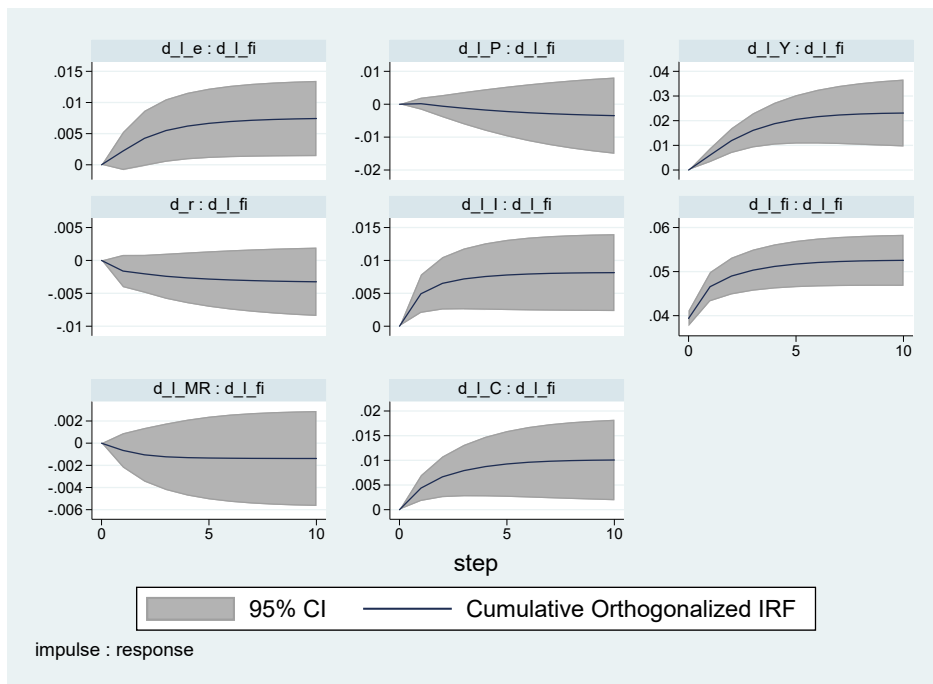 d_l_e : d_l_fi
.015
.01
.005
0
d_l_P : d_l_fi
.01
0
-.01
-.02
d_l_Y : d_l_fi
.04
.03
.02
.01
0
d_r : d_l_fi
.005
0
-.005
-.01
d_l_I : d_l_fi
.015
.01
.005
0
d_l_fi : d_l_fi
.06
.05
.04
0 5 10
d_l_MR : d_l_fi
.002
0
-.002
-.004
-.006
0 5 10
d_l_C : d_l_fi
.02
.015
.01
.005
0
0 5 10
step
95% CI Cumulative Orthogonalized IRF
impulse : response